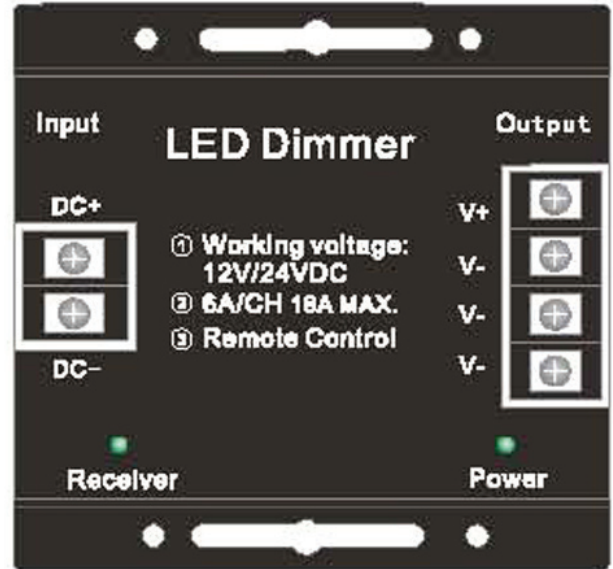 Input
Output
LED Dimmer
DC+
DC-
① Working voltage:
12V/24VDC
② 6A/CH 18A MAX.
③ Remote Control
V+
V-
V-
V-
Receiver
Power